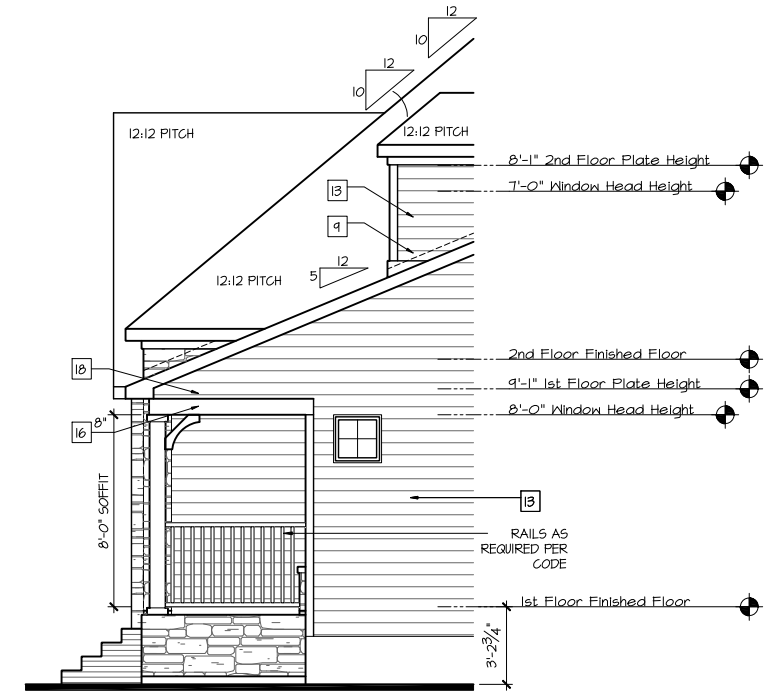 12
10
12
10
12:12 PITCH
12:12 PITCH
8'-1" 2nd Floor Plate Height
7'-0" Window Head Height
13
9
12
5
12:12 PITCH
2nd Floor Finished Floor
18
9'-1" 1st Floor Plate Height
8'-0" Window Head Height
8"
16
8'-0" SOFFIT
13
RAILS AS
REQUIRED PER
CODE
1st Floor Finished Floor
3'-2 3/4"